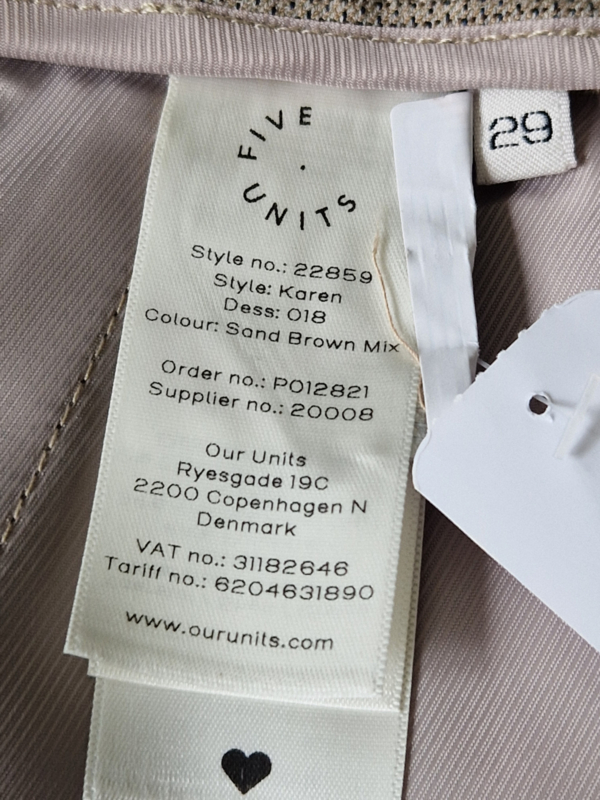 FIVE
UNITS
29
Style no.: 22859
Style: Karen
Dess: 018
Colour: Sand Brown Mix
Order no.: PO12821
Supplier no.: 20008
Our Units
Ryesgade 19C
2200 Copenhagen N
Denmark
VAT no.: 31182646
Tariff no.: 6204631890
www.ourunits.com